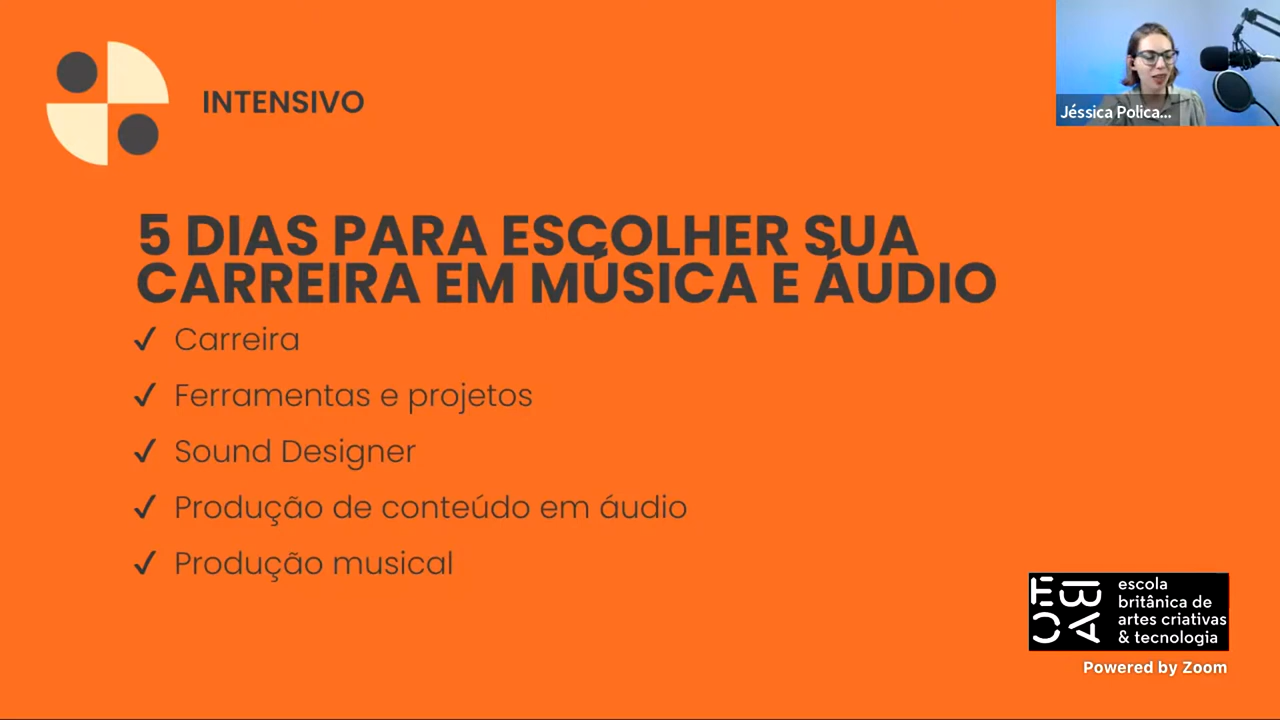 INTENSIVO
Jéssica Polica...
5 DIAS PARA ESCOLHER SUA
CARREIRA EM MÚSICA E ÁUDIO
✓ Carreira
✓ Ferramentas e projetos
✓ Sound Designer
✓ Produção de conteúdo em áudio
✓ Produção musical
EBAC
escola
britânica de
artes criativas
& tecnologia
Powered by Zoom